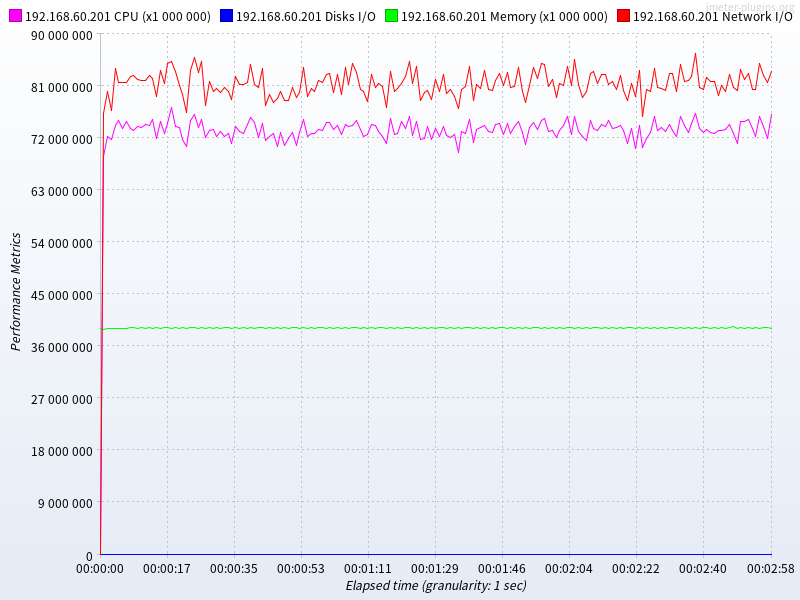 jmeter-plugins.org
192.168.60.201 CPU (x1 000 000) 192.168.60.201 Disks I/O 192.168.60.201 Memory (x1 000 000) 192.168.60.201 Network I/O
90 000 000
81 000 000
72 000 000
63 000 000
54 000 000
45 000 000
36 000 000
27 000 000
18 000 000
9 000 000
0
Performance Metrics
00:00:00 00:00:17 00:00:35 00:00:53 00:01:11 00:01:29 00:01:46 00:02:04 00:02:22 00:02:40 00:02:58
Elapsed time (granularity: 1 sec)